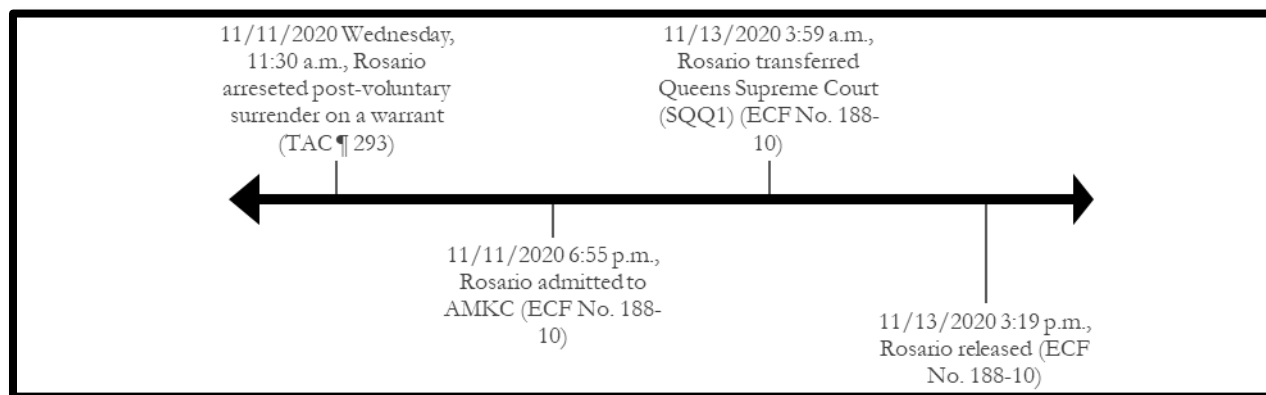 11/11/2020 Wednesday,
11:30 a.m., Rosario
arreseted post-voluntary
surrender on a warrant
(TAC ¶ 293)
11/13/2020 3:59 a.m.,
Rosario transferred
Queens Supreme Court
(SQQ1) (ECF No. 188-
10)
11/11/2020 6:55 p.m.,
Rosario admitted to
AMKC (ECF No. 188-
10)
11/13/2020 3:19 p.m.,
Rosario released (ECF
No. 188-10)